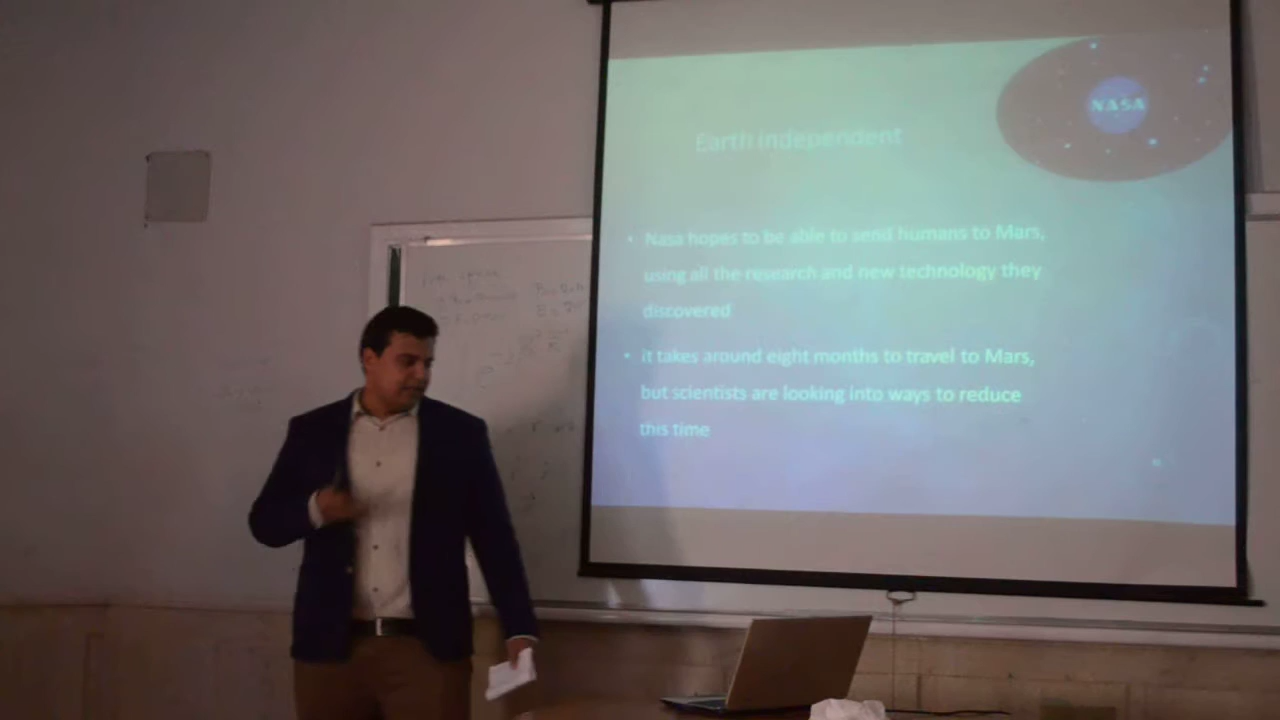 NASA
Earth independent
• Nasa hopes to be able to send humans to Mars,
using all the research and new technology they
discovered
• It takes around eight months to travel to Mars,
but scientists are looking into ways to reduce
this time